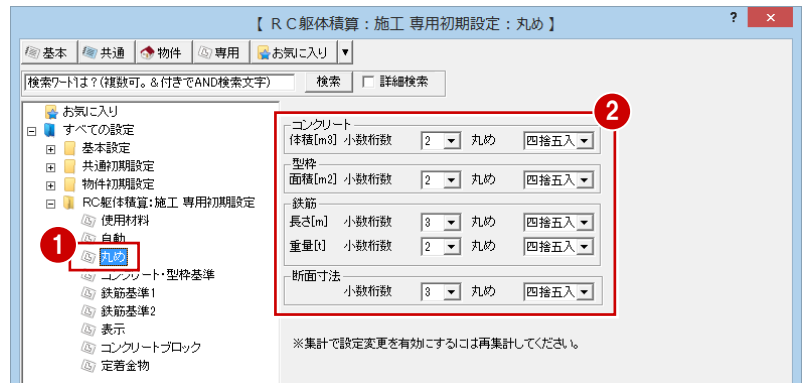 【 ＲＣ躯体積算：施工 専用初期設定：丸め 】 ? x
基本 共通 物件 専用 お気に入り ▼
検索ワードは？(複数可。＆付きでAND検索文字) 検索 詳細検索
お気に入り
すべての設定
基本設定
共通初期設定
物件初期設定
RC躯体積算:施工 専用初期設定
使用材料
自動
1
丸め
コンクリート・型枠基準
鉄筋基準1
鉄筋基準2
表示
コンクリートブロック
定着金物
2
コンクリート
体積[m3] 小数桁数 2 丸め 四捨五入
型枠
面積[m2] 小数桁数 2 丸め 四捨五入
鉄筋
長さ[m] 小数桁数 3 丸め 四捨五入
重量[t] 小数桁数 2 丸め 四捨五入
断面寸法
小数桁数 3 丸め 四捨五入
※集計で設定変更を有効にするには再集計してください。